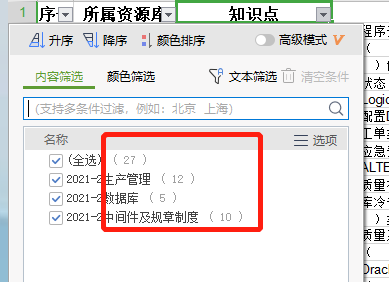 1 序 所属资源库 知识点
升序 降序 颜色排序 高级模式
内容筛选 颜色筛选 文本筛选 清空条件
(支持多条件过滤，例如：北京 上海)
名称 选项
(全选) ( 27 )
2021-2生产管理 ( 12 )
2021-2数据库 ( 5 )
2021-2中间件及规章制度 ( 10 )
程序
(
) f
状态
Logic
配置D
工单
应急
ALTE
质量
库冷
) 
质量
(
Orac